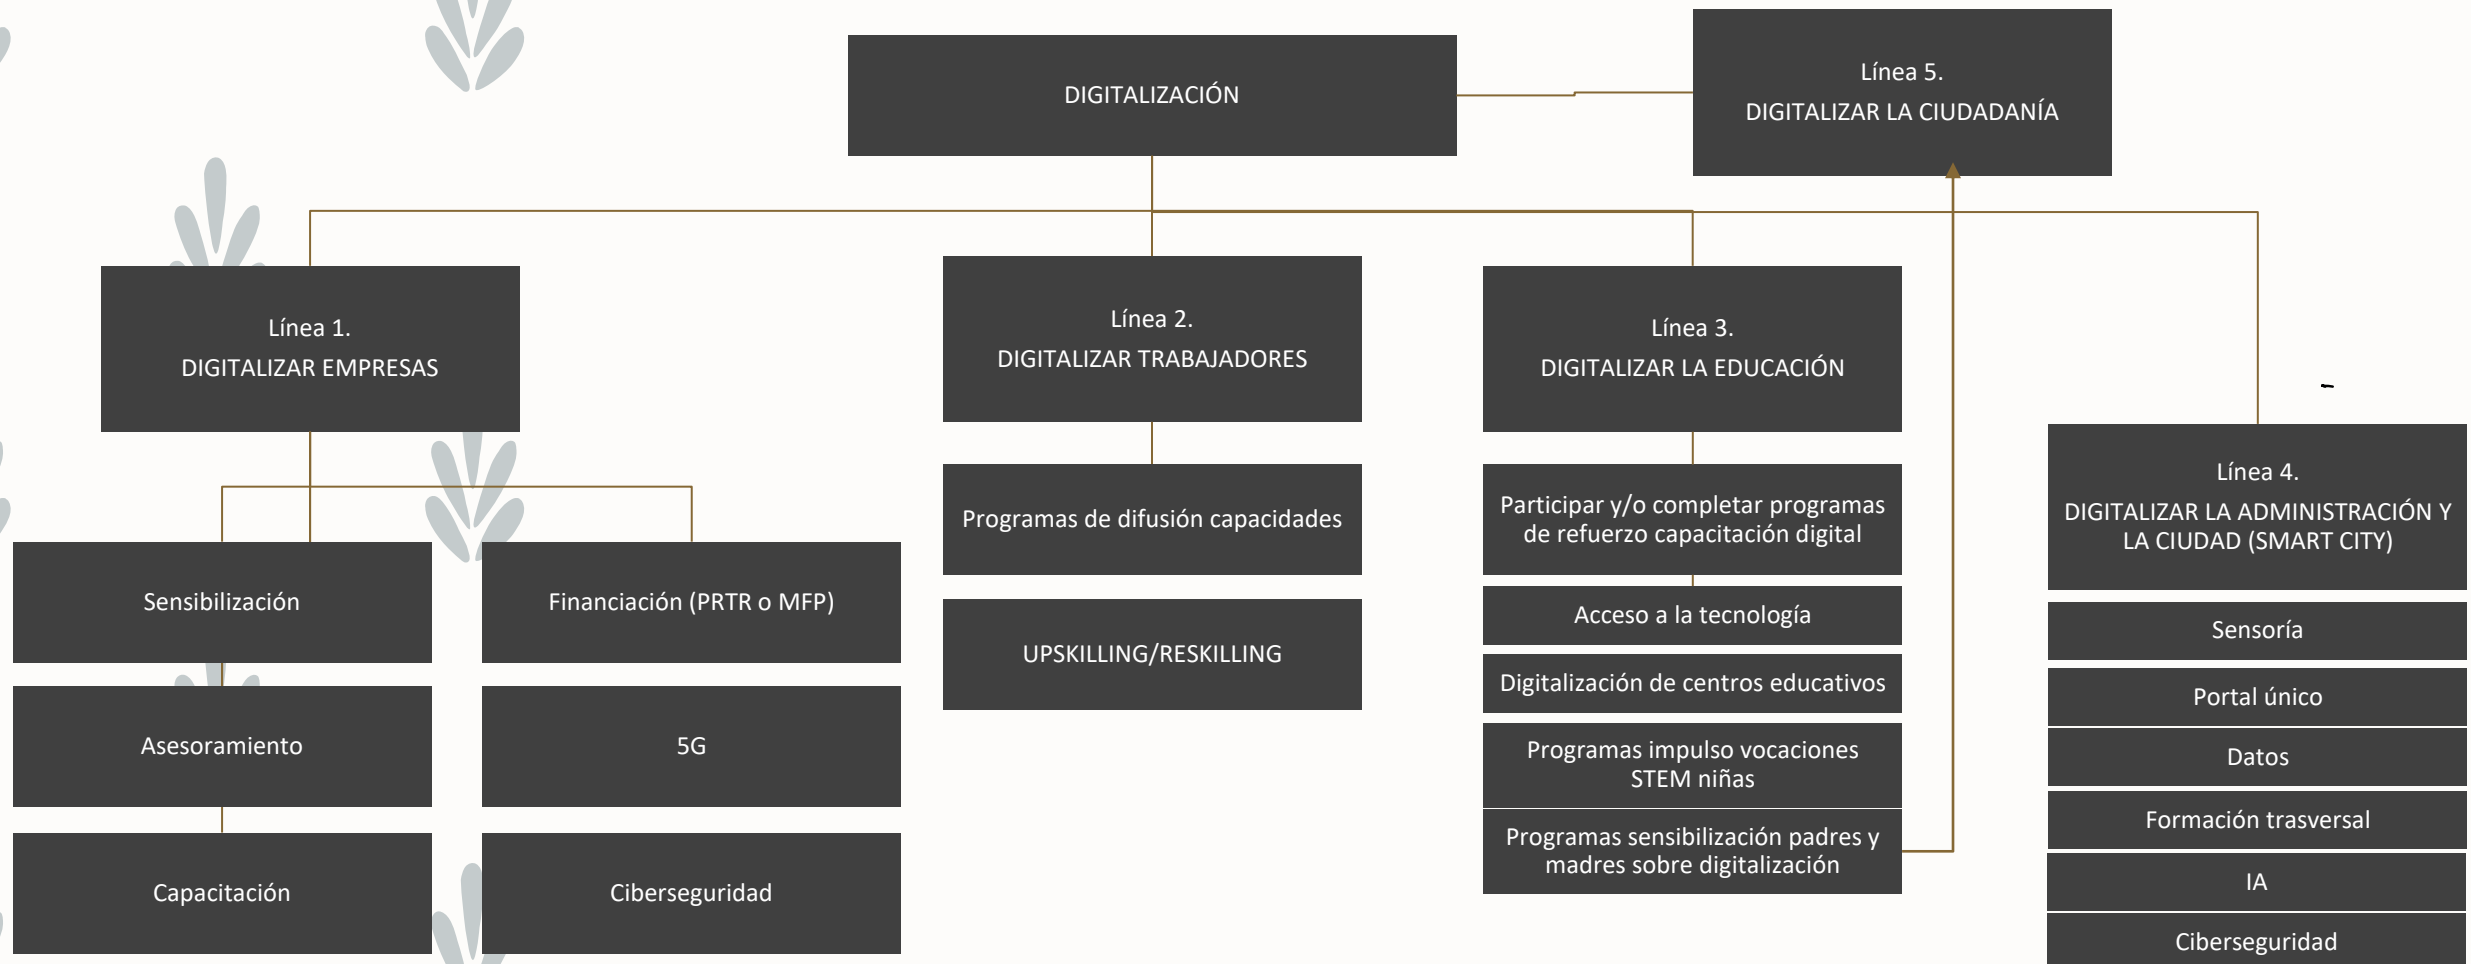 DIGITALIZACIÓN
Línea 5.
DIGITALIZAR LA CIUDADANÍA
Línea 1.
DIGITALIZAR EMPRESAS
Sensibilización
Asesoramiento
Capacitación
Financiación (PRTR o MFP)
5G
Ciberseguridad
Línea 2.
DIGITALIZAR TRABAJADORES
Programas de difusión capacidades
UPSKILLING/RESKILLING
Línea 3.
DIGITALIZAR LA EDUCACIÓN
Participar y/o completar programas
de refuerzo capacitación digital
Acceso a la tecnología
Digitalización de centros educativos
Programas impulso vocaciones
STEM niñas
Programas sensibilización padres y
madres sobre digitalización
Línea 4.
DIGITALIZAR LA ADMINISTRACIÓN Y
LA CIUDAD (SMART CITY)
Sensoría
Portal único
Datos
Formación trasversal
IA
Ciberseguridad